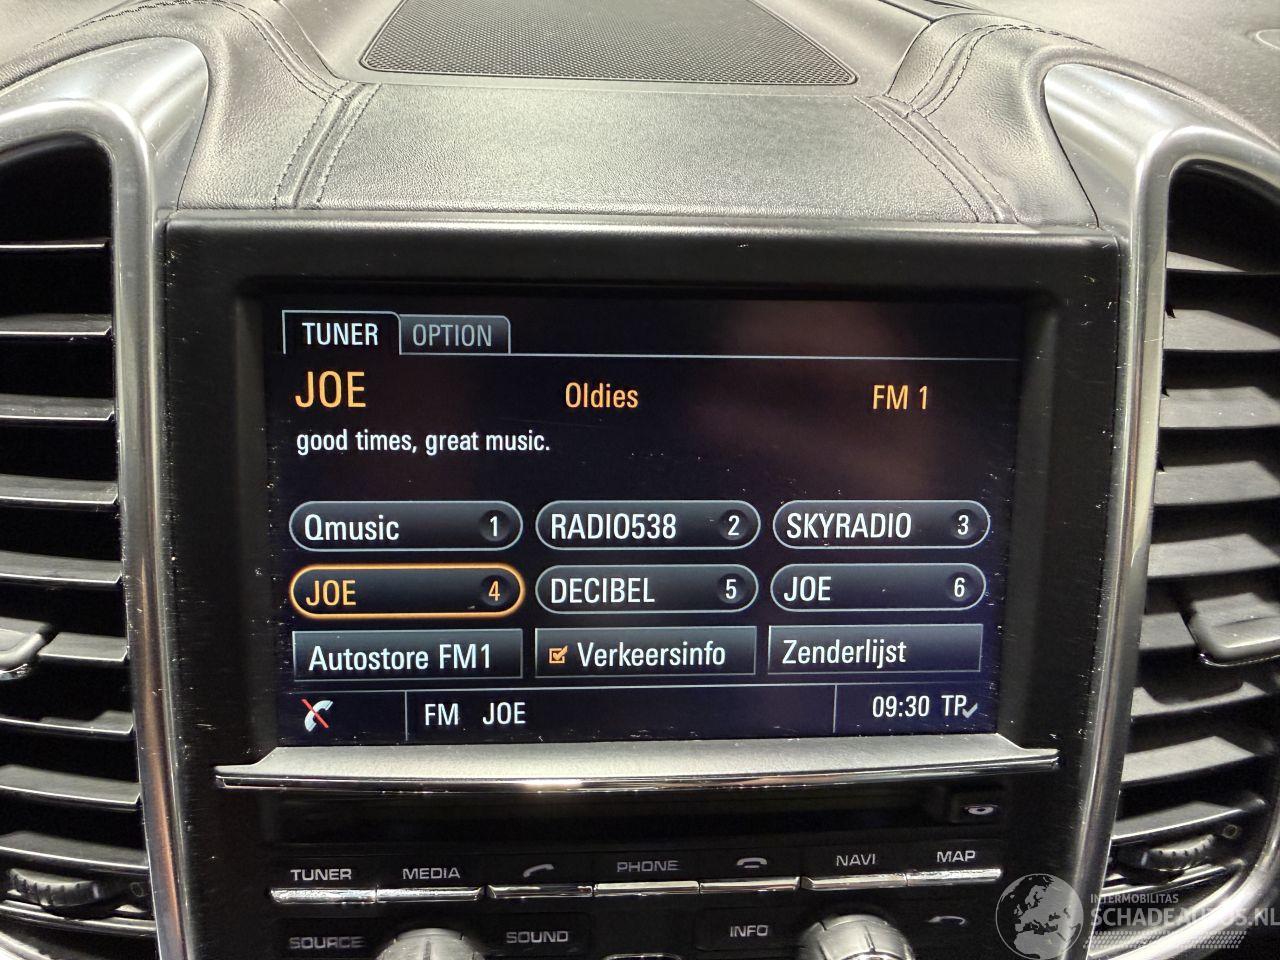 TUNER OPTION
JOE Oldies FM 1
good times, great music.
Qmusic 1 RADIO538 2 SKYRADIO 3
JOE 4 DECIBEL 5 JOE 6
Autostore FM1 Verkeersinfo Zenderlijst
FM JOE 09:30 TP
TUNER MEDIA PHONE NAVI MAP
SOURCE SOUND INFO
INTERMOBILITAS
SCHADEAUTOS.NL